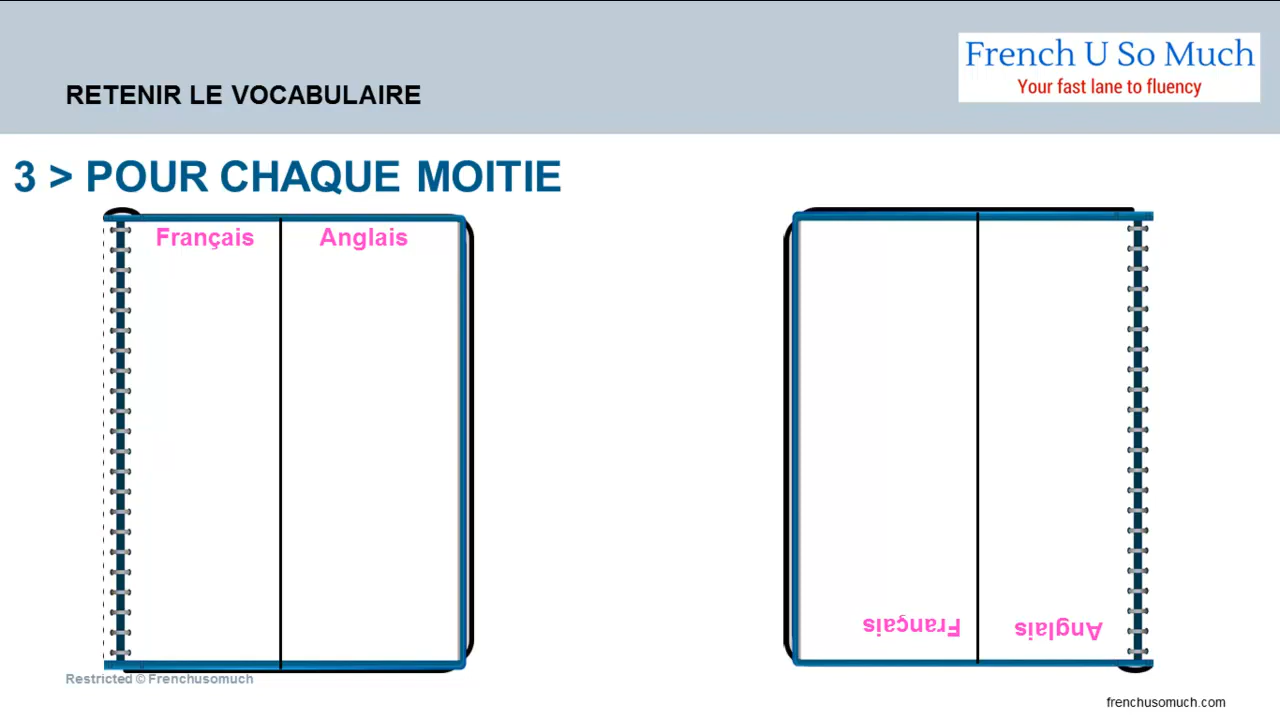 French U So Much
Your fast lane to fluency
RETENIR LE VOCABULAIRE
3 > POUR CHAQUE MOITIE
Français Anglais
Français Anglais
Restricted © Frenchusomuch
frenchusomuch.com